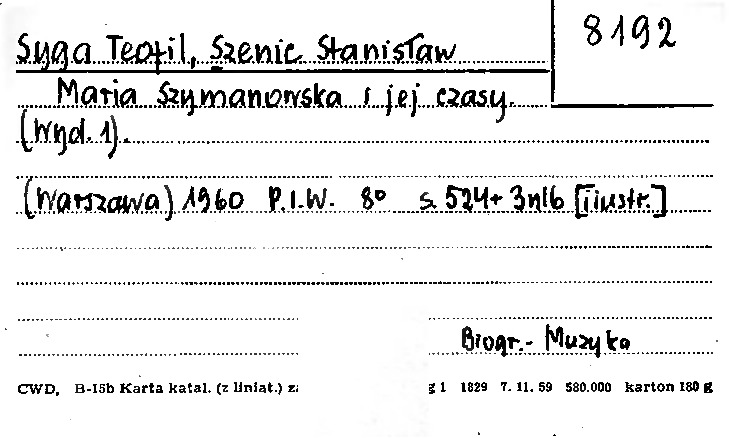 8192
Syga Teofil, Szenic Stanisław
Maria Szymanowska i jej czasy.
(Wyd. 1).
(Warszawa) 1960 P.I.W. 8° s. 524+3nlb [ilustr.]
Biogr.- Muzyka
CWD, B-15b Karta katal. (z liniat.) z g 1 1829 7. 11. 59 580.000 karton 180 g